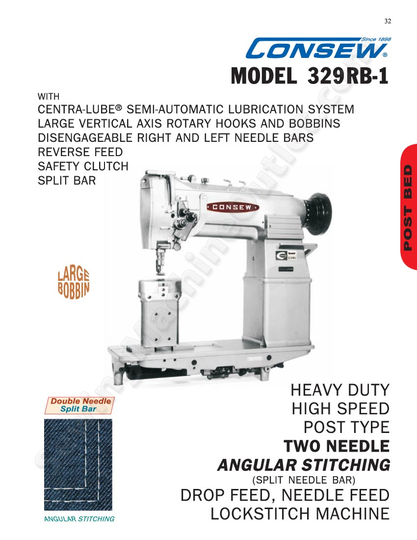 32
Since 1898
CONSEW®
MODEL 329RB-1
WITH
CENTRA-LUBE® SEMI-AUTOMATIC LUBRICATION SYSTEM
LARGE VERTICAL AXIS ROTARY HOOKS AND BOBBINS
DISENGAGEABLE RIGHT AND LEFT NEEDLE BARS
REVERSE FEED
SAFETY CLUTCH
SPLIT BAR
POST BED
CONSEW
LARGE
BOBBIN
Double Needle
Split Bar
ANGULAR STITCHING
HEAVY DUTY
HIGH SPEED
POST TYPE
TWO NEEDLE
ANGULAR STITCHING
(SPLIT NEEDLE BAR)
DROP FEED, NEEDLE FEED
LOCKSTITCH MACHINE